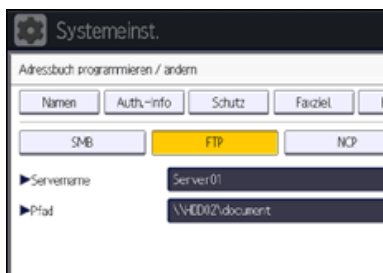 Systemeinst.
Adressbuch programmieren / ändern
Namen Auth.-Info Schutz Faxziel
SMB FTP NCP
►Servername Server01
►Pfad \\HDD02\document